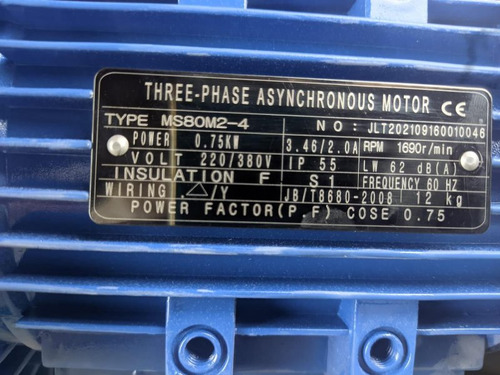 THREE-PHASE ASYNCHRONOUS MOTOR CE
TYPE MS80M2-4 NO: JLT202109160010046
POWER 0.75KW 3.46/2.0A RPM 1690r/min
VOLT 220/380V IP 55 LW 62 dB(A)
INSULATION F S1 FREQUENCY 60 HZ
WIRING △/Y JB/T8680-2008 12 kg
POWER FACTOR(P.F) COSE 0.75